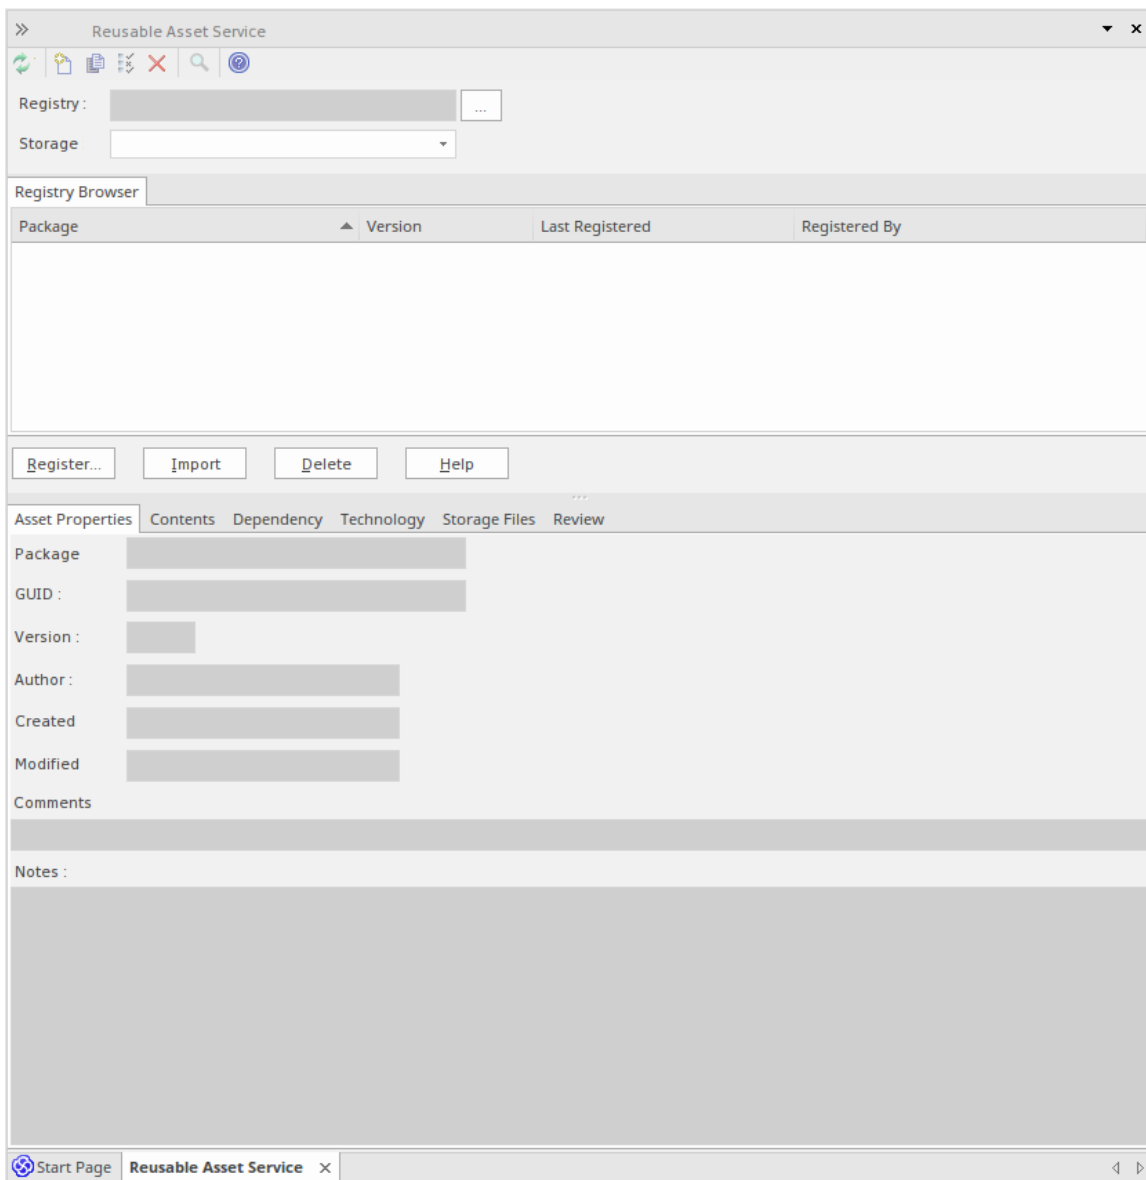 Reusable Asset Service
Registry :
...
Storage
Registry Browser
Package Version Last Registered Registered By
Register... Import Delete Help
Asset Properties Contents Dependency Technology Storage Files Review
Package
GUID :
Version :
Author :
Created
Modified
Comments
Notes :
Start Page Reusable Asset Service